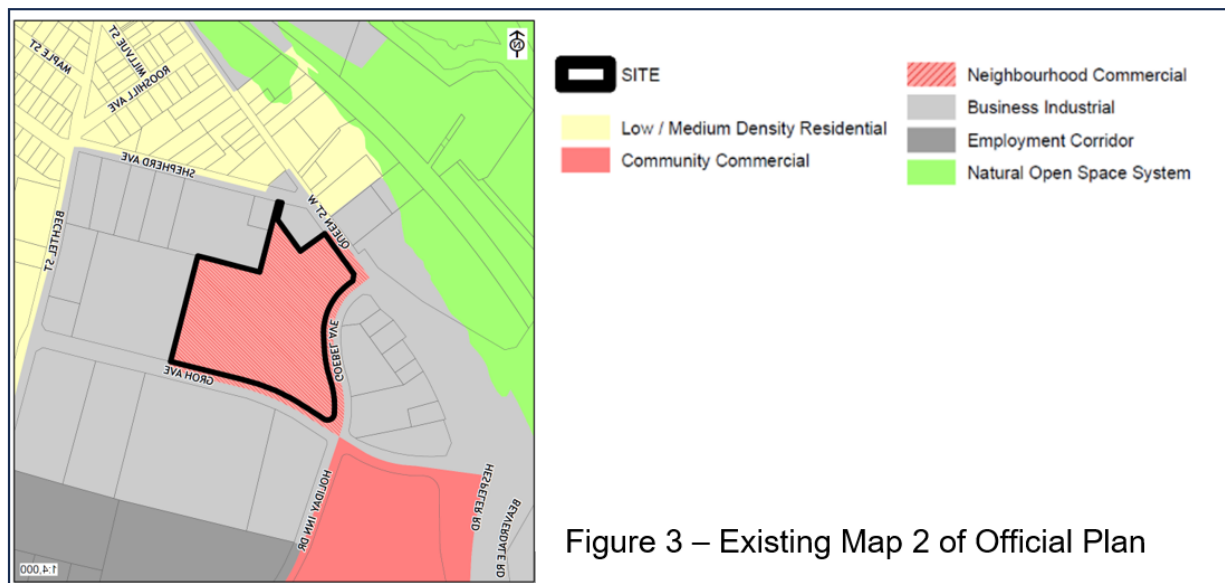 MAPLE ST
MILLVUE ST
ROOSHILL AVE
SHEPHERD AVE
QUEEN ST W
BECHTEL ST
GOEBEL AVE
GROH AVE
HOLIDAY INN DR
HESPELER RD
BEAVERDALE RD
1:4,000
N
SITE
Low / Medium Density Residential
Community Commercial
Neighbourhood Commercial
Business Industrial
Employment Corridor
Natural Open Space System
Figure 3 – Existing Map 2 of Official Plan